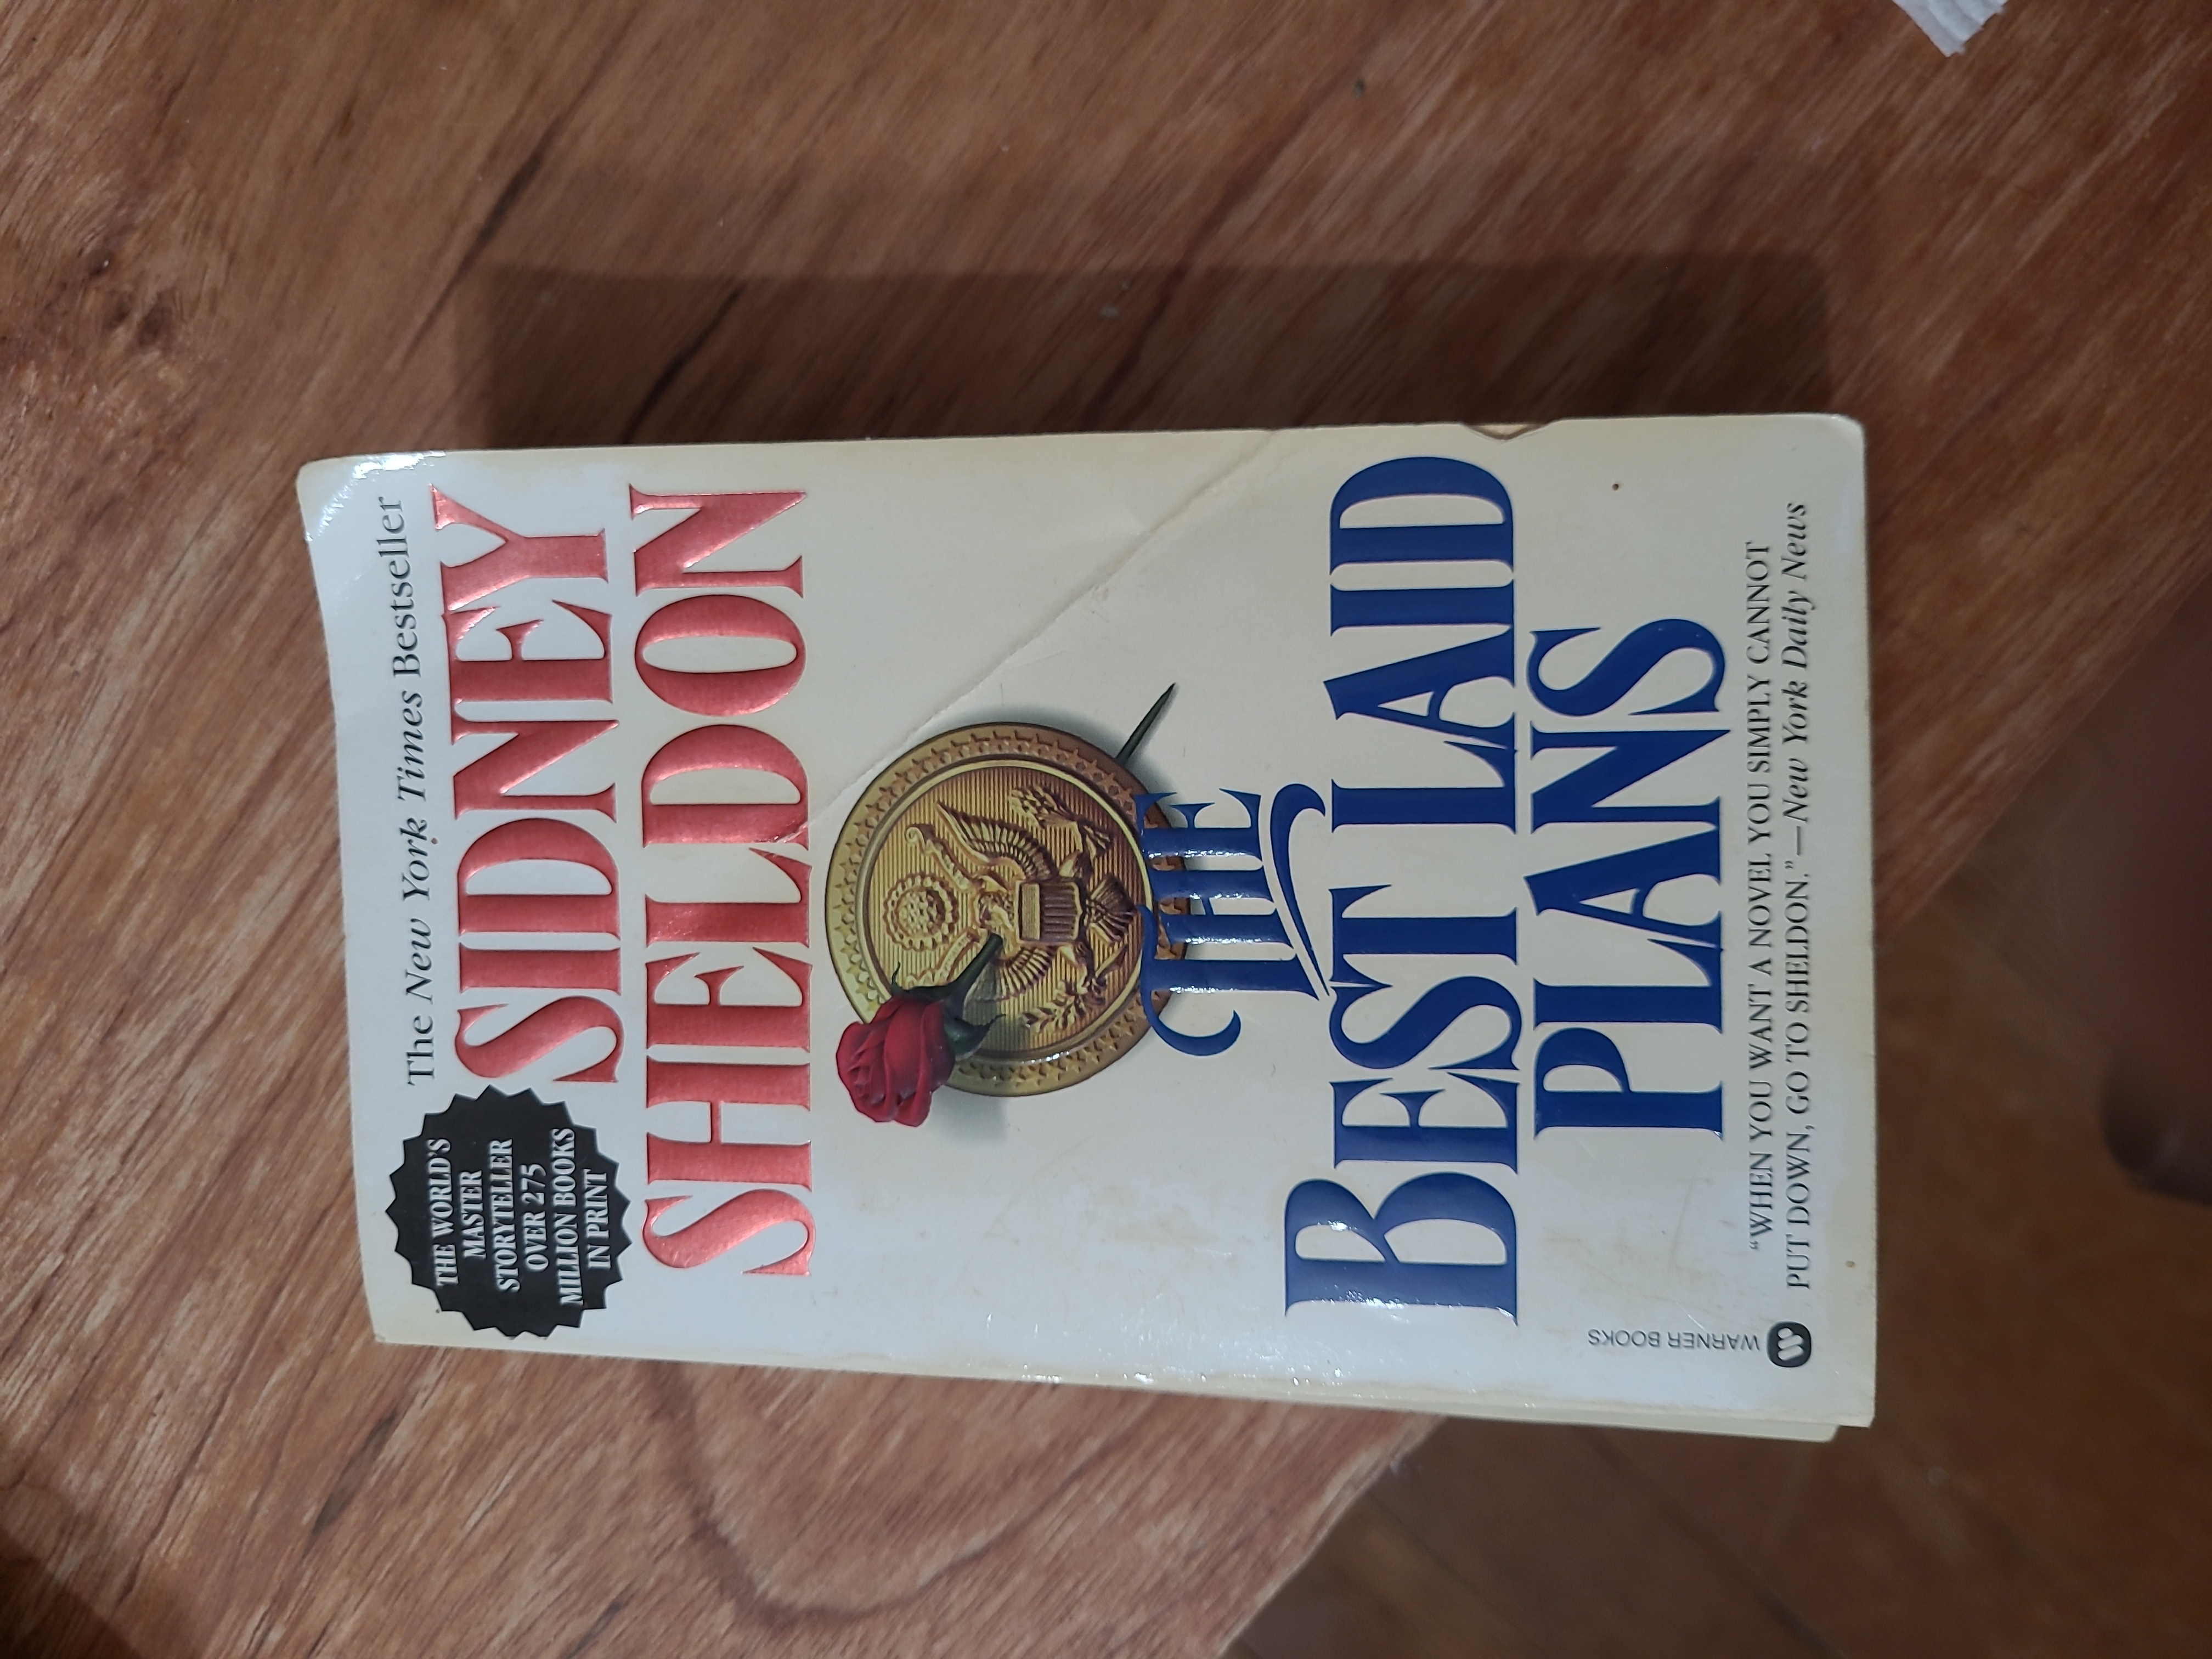 The New York Times Bestseller
THE WORLD'S
MASTER
STORYTELLER
OVER 275
MILLION BOOKS
IN PRINT
SIDNEY
SHELDON
THE
BEST LAID
PLANS
"WHEN YOU WANT A NOVEL YOU SIMPLY CANNOT
PUT DOWN, GO TO SHELDON."—New York Daily News
WARNER BOOKS